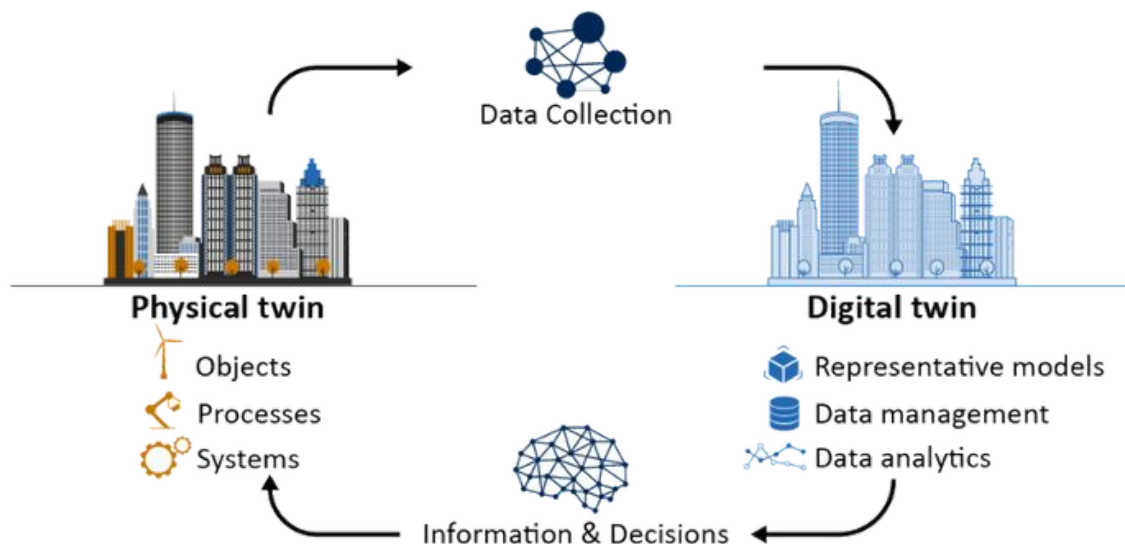 Data Collection
Physical twin
Digital twin
Objects
Processes
Systems
Representative models
Data management
Data analytics
Information & Decisions